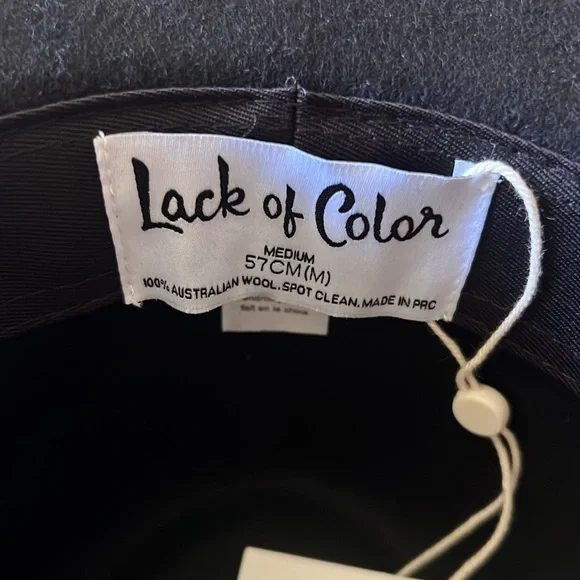 Lack of Color
MEDIUM
57CM(M)
100% AUSTRALIAN WOOL. SPOT CLEAN. MADE IN PRC